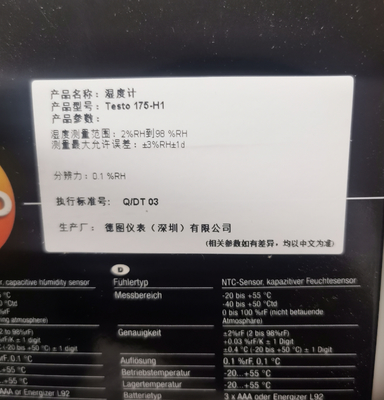 产品名称: 湿度计
产品型号: Testo 175-H1
产品参数:
湿度测量范围: 2%RH到98 %RH
测量最大允许误差: ±3%RH±1d
分辨力: 0.1 %RH
执行标准号: Q/DT 03
生产厂: 德图仪表（深圳）有限公司
(相关参数如有差异, 均以中文为准)
D
r, capacitive humidity sensor
Fühlertyp
NTC-Sensor, kapazitiver Feuchtesensor
Messbereich
-20 bis +55 °C
-40 bis +50 °Ctd
0 bis 100 %rF (nicht betauende
Atmosphäre)
Genauigkeit
±2%rF (2 bis 98%rF)
±0.03 %rF/K ± 1 Digit
±0.4 °C (-20 bis +50 °C) ± 1 Digit
Auflösung
0.1 %rF, 0.1 °C
Betriebstemperatur
-20...+55 °C
Lagertemperatur
-20...+55 °C
AAA or Energizer L92
Batterietyp
3 x AAA oder Energizer L92